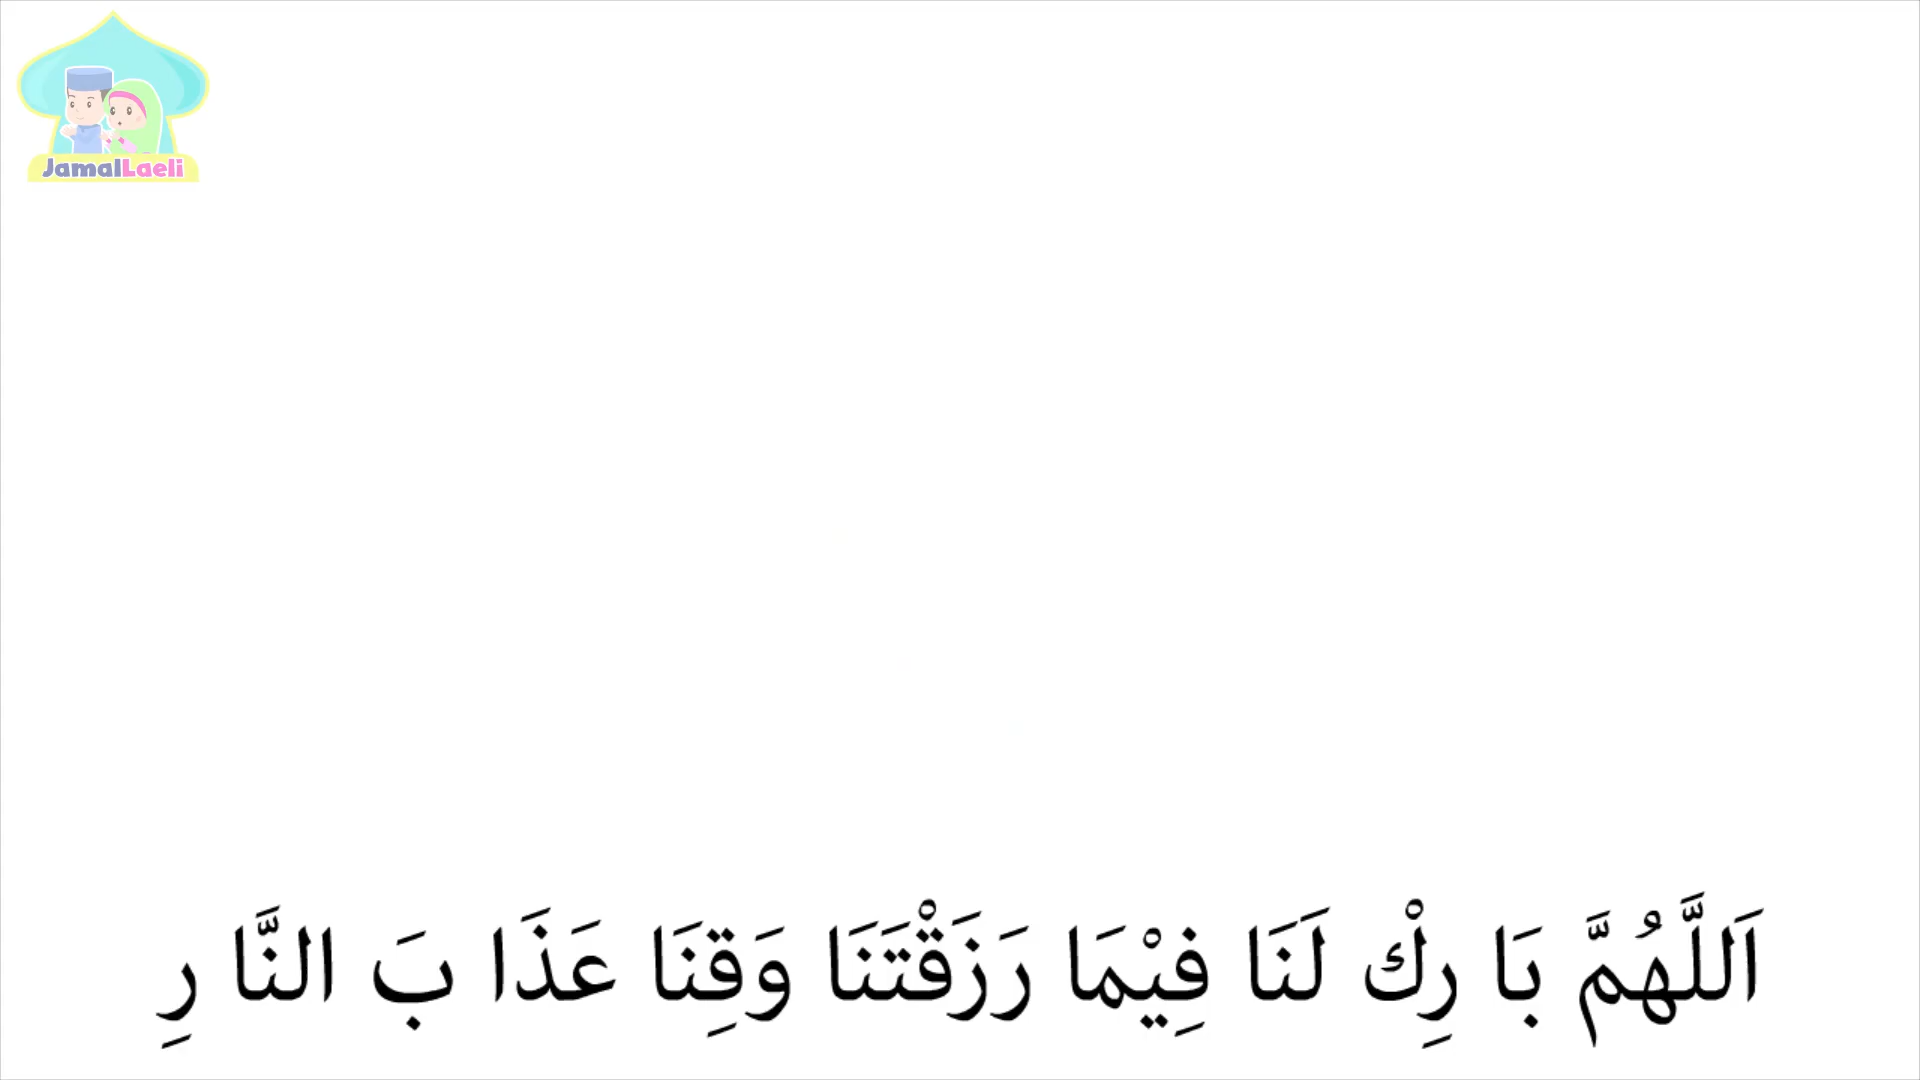 JamalLaeli
اَللَّهُمَّ بَا رِكْ لَنَا فِيْمَا رَزَقْتَنَا وَقِنَا عَذَا بَ النَّا رِ